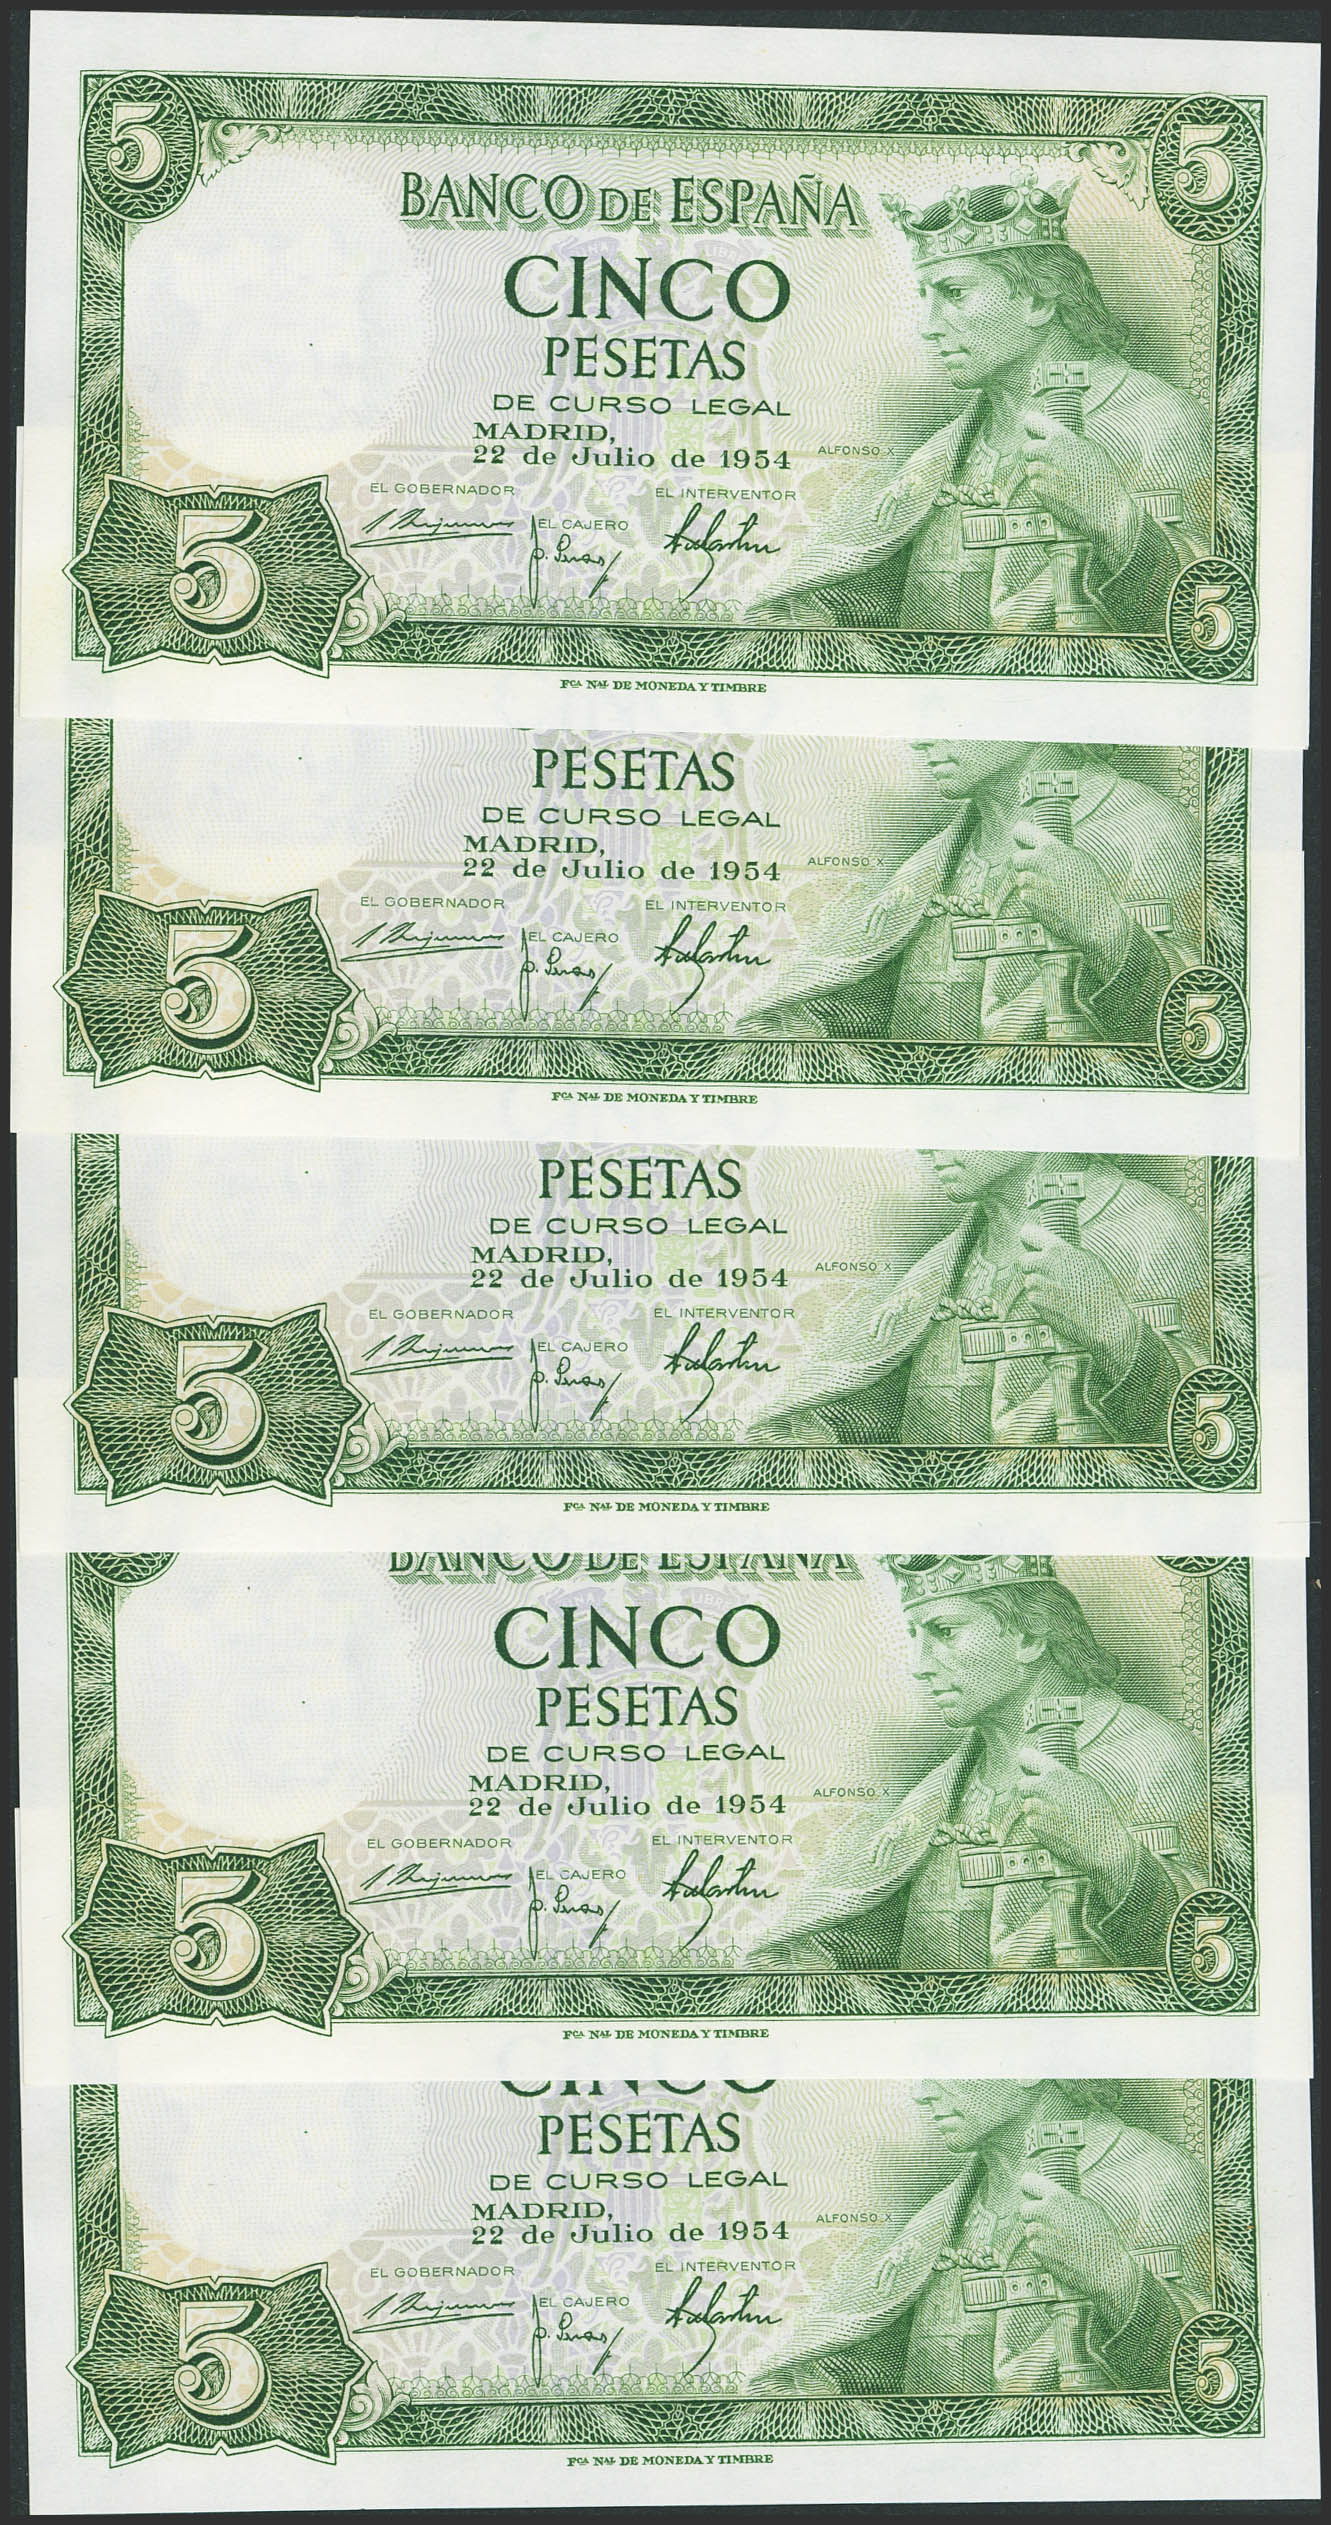 5
5
BANCO DE ESPAÑA
CINCO
PESETAS
DE CURSO LEGAL
MADRID,
22 de Julio de 1954
ALFONSO X
EL GOBERNADOR
EL INTERVENTOR
EL CAJERO
5
5
FCA NAL DE MONEDA Y TIMBRE
PESETAS
DE CURSO LEGAL
MADRID,
22 de Julio de 1954
ALFONSO X
EL GOBERNADOR
EL INTERVENTOR
EL CAJERO
5
5
FCA NAL DE MONEDA Y TIMBRE
PESETAS
DE CURSO LEGAL
MADRID,
22 de Julio de 1954
ALFONSO X
EL GOBERNADOR
EL INTERVENTOR
EL CAJERO
5
5
FCA NAL DE MONEDA Y TIMBRE
BANCO DE ESPAÑA
CINCO
PESETAS
DE CURSO LEGAL
MADRID,
22 de Julio de 1954
ALFONSO X
EL GOBERNADOR
EL INTERVENTOR
EL CAJERO
5
5
FCA NAL DE MONEDA Y TIMBRE
CINCO
PESETAS
DE CURSO LEGAL
MADRID,
22 de Julio de 1954
ALFONSO X
EL GOBERNADOR
EL INTERVENTOR
EL CAJERO
5
5
FCA NAL DE MONEDA Y TIMBRE